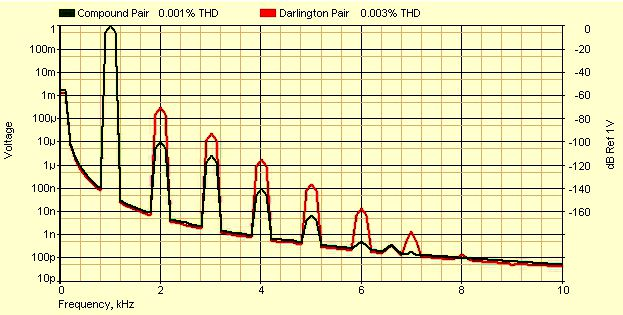 Compound Pair 0.001% THD Darlington Pair 0.003% THD
1 0
100m -20
10m -40
1m -60
100µ -80
10µ -100
1µ -120
100n -140
10n -160
1n
100p
10p
Voltage
dB Ref 1V
0 2 4 6 8 10
Frequency, kHz